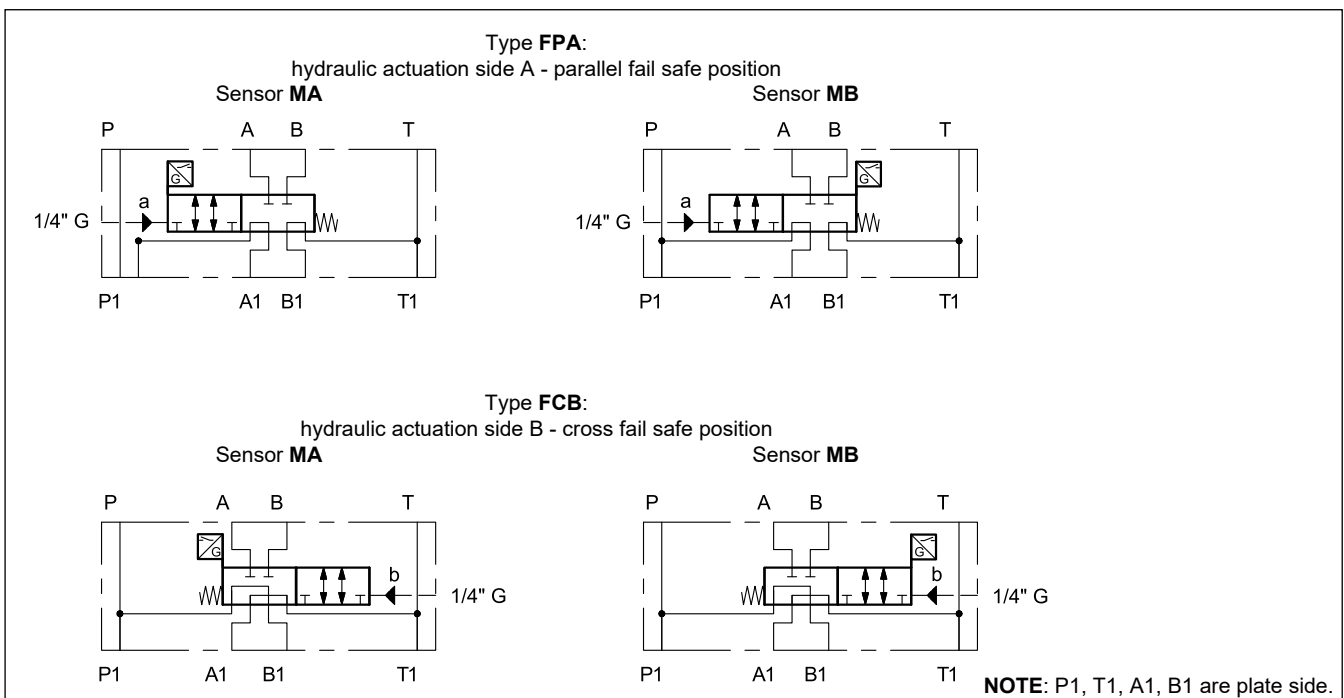 Type FPA:
hydraulic actuation side A - parallel fail safe position
Sensor MA
Sensor MB
P A B T
P A B T
G
G
a
a
1/4" G
1/4" G
P1 A1 B1 T1
P1 A1 B1 T1
Type FCB:
hydraulic actuation side B - cross fail safe position
Sensor MA
Sensor MB
P A B T
P A B T
G
G
b
b
1/4" G
1/4" G
P1 A1 B1 T1
P1 A1 B1 T1
NOTE: P1, T1, A1, B1 are plate side.